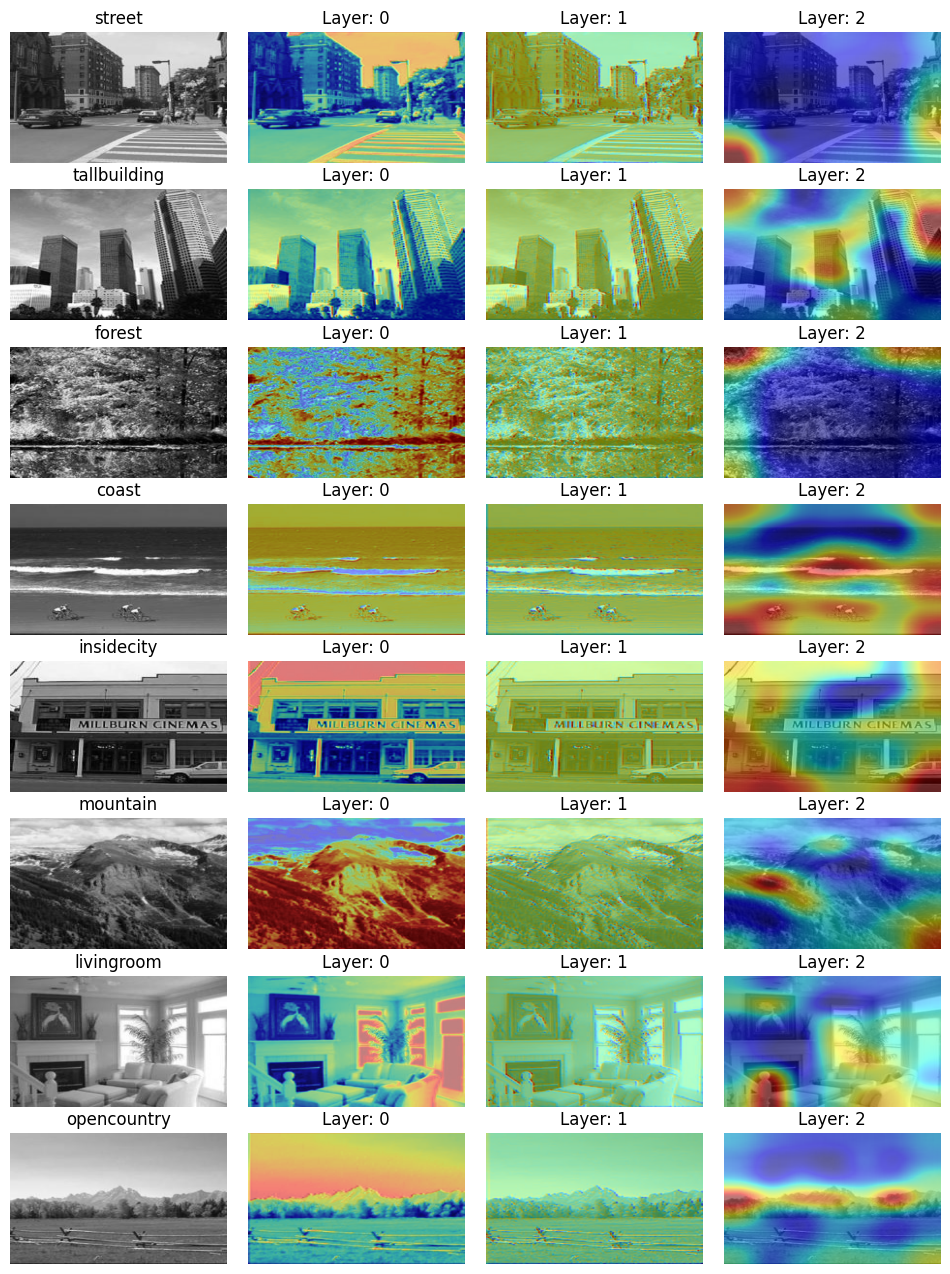 street Layer: 0 Layer: 1 Layer: 2
tallbuilding Layer: 0 Layer: 1 Layer: 2
forest Layer: 0 Layer: 1 Layer: 2
coast Layer: 0 Layer: 1 Layer: 2
insidecity Layer: 0 Layer: 1 Layer: 2
MILLBURN CINEMAS MILLBURN CINEMAS MILLBURN CINEMAS MILLBURN CINEMAS
mountain Layer: 0 Layer: 1 Layer: 2
livingroom Layer: 0 Layer: 1 Layer: 2
opencountry Layer: 0 Layer: 1 Layer: 2